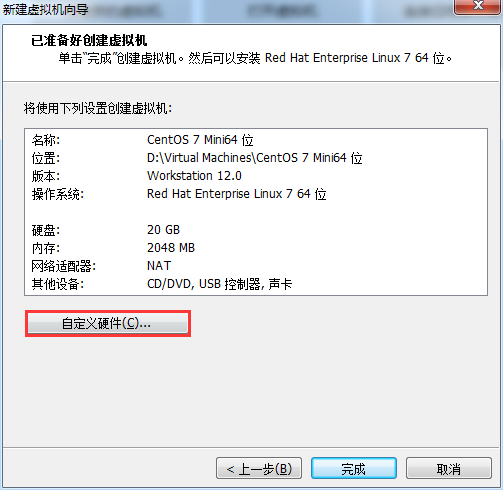 新建虚拟机向导
已准备好创建虚拟机
单击“完成”创建虚拟机。然后可以安装 Red Hat Enterprise Linux 7 64 位。
将使用下列设置创建虚拟机:
名称: CentOS 7 Mini64 位
位置: D:\Virtual Machines\CentOS 7 Mini64 位
版本: Workstation 12.0
操作系统: Red Hat Enterprise Linux 7 64 位
硬盘: 20 GB
内存: 2048 MB
网络适配器: NAT
其他设备: CD/DVD, USB 控制器, 声卡
自定义硬件(C)...
< 上一步(B) 完成 取消